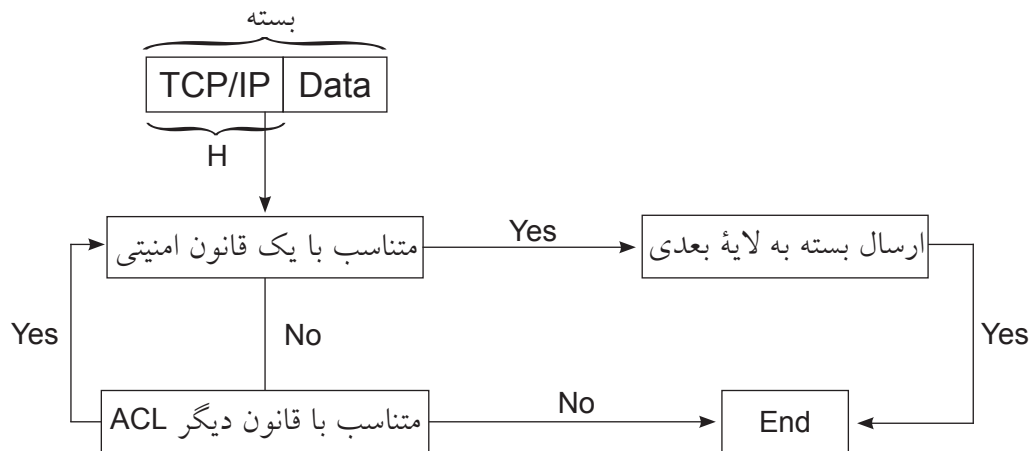 بسته
TCP/IP Data
H
متناسب با یک قانون امنیتی
Yes
ارسال بسته به لایهٔ بعدی
Yes
No
Yes
متناسب با قانون دیگر ACL
No
End